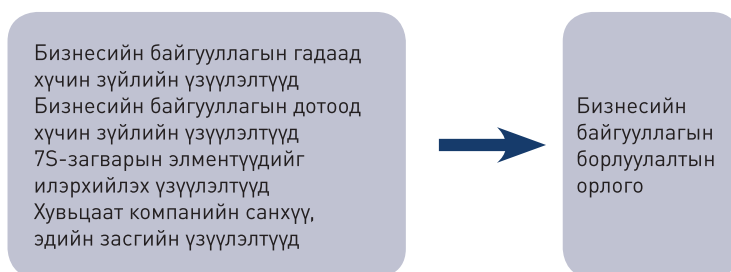 Бизнесийн байгууллагын гадаад
хүчин зүйлийн үзүүлэлтүүд
Бизнесийн байгууллагын дотоод
хүчин зүйлийн үзүүлэлтүүд
7S-загварын элментүүдийг
илэрхийлэх үзүүлэлтүүд
Хувьцаат компанийн санхүү,
эдийн засгийн үзүүлэлтүүд
Бизнесийн
байгууллагын
борлуулалтын
орлого